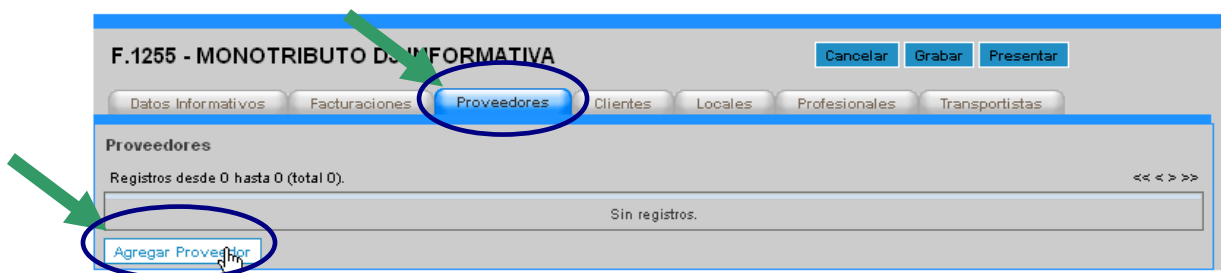 F.1255 - MONOTRIBUTO DJ INFORMATIVA
Cancelar Grabar Presentar
Datos Informativos Facturaciones Proveedores Clientes Locales Profesionales Transportistas
Proveedores
Registros desde 0 hasta 0 (total 0). << < > >>
Sin registros.
Agregar Proveedor